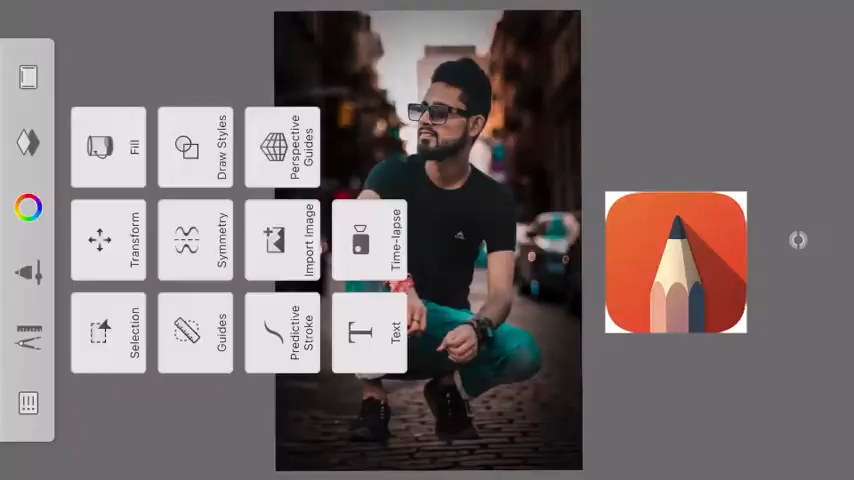 Selection
Transform
Fill
Guides
Symmetry
Draw Styles
Predictive
Stroke
Import Image
Perspective
Guides
Text
Time-lapse